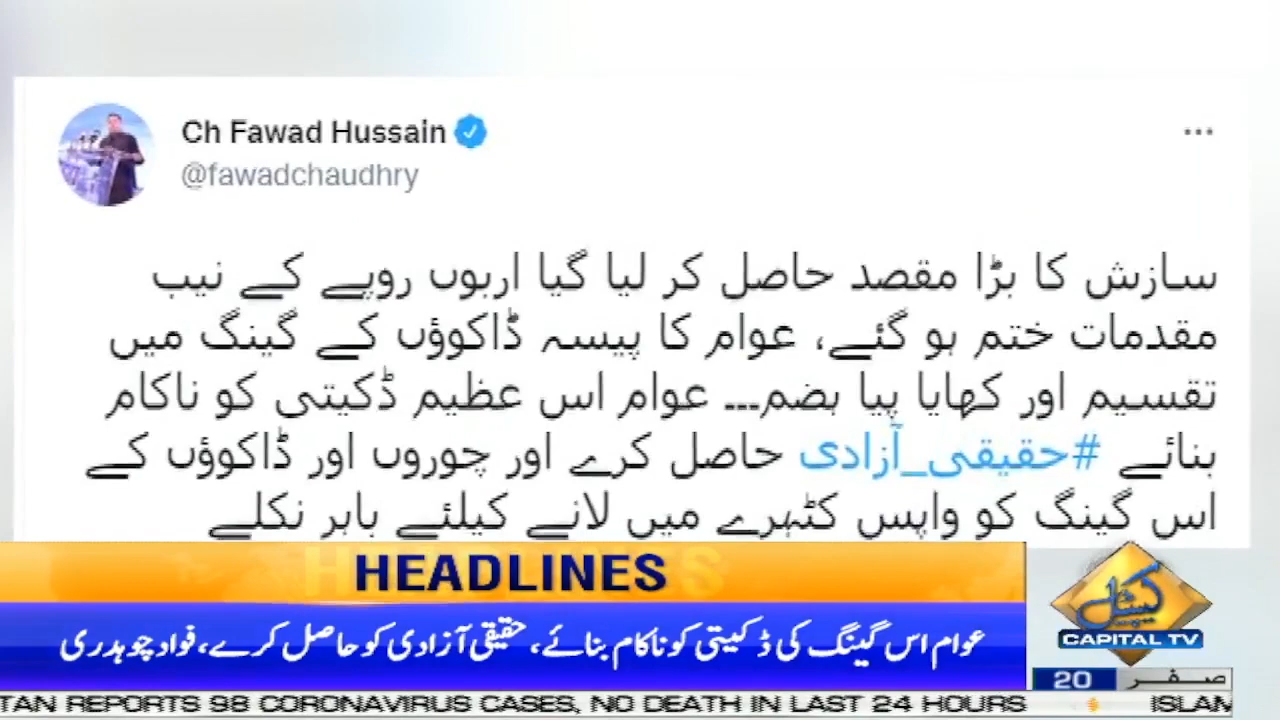 Ch Fawad Hussain
@fawadchaudhry
سازش کا بڑا مقصد حاصل کر لیا گیا اربوں روپے کے نیب
مقدمات ختم ہو گئے، عوام کا پیسہ ڈاکوؤں کے گینگ میں
تقسیم اور کھایا پیا ہضم۔۔۔ عوام اس عظیم ڈکیتی کو ناکام
بنائے #حقیقی_آزادی حاصل کرے اور چوروں اور ڈاکوؤں کے
اس گینگ کو واپس کٹہرے میں لانے کیلئے باہر نکلے
HEADLINES
عوام اس گینگ کی ڈکیتی کو ناکام بنائے، حقیقی آزادی کو حاصل کرے، فواد چوہدری
کیپیٹل
CAPITAL TV
20 صفر
TAN REPORTS 98 CORONAVIRUS CASES, NO DEATH IN LAST 24 HOURS ISLAM